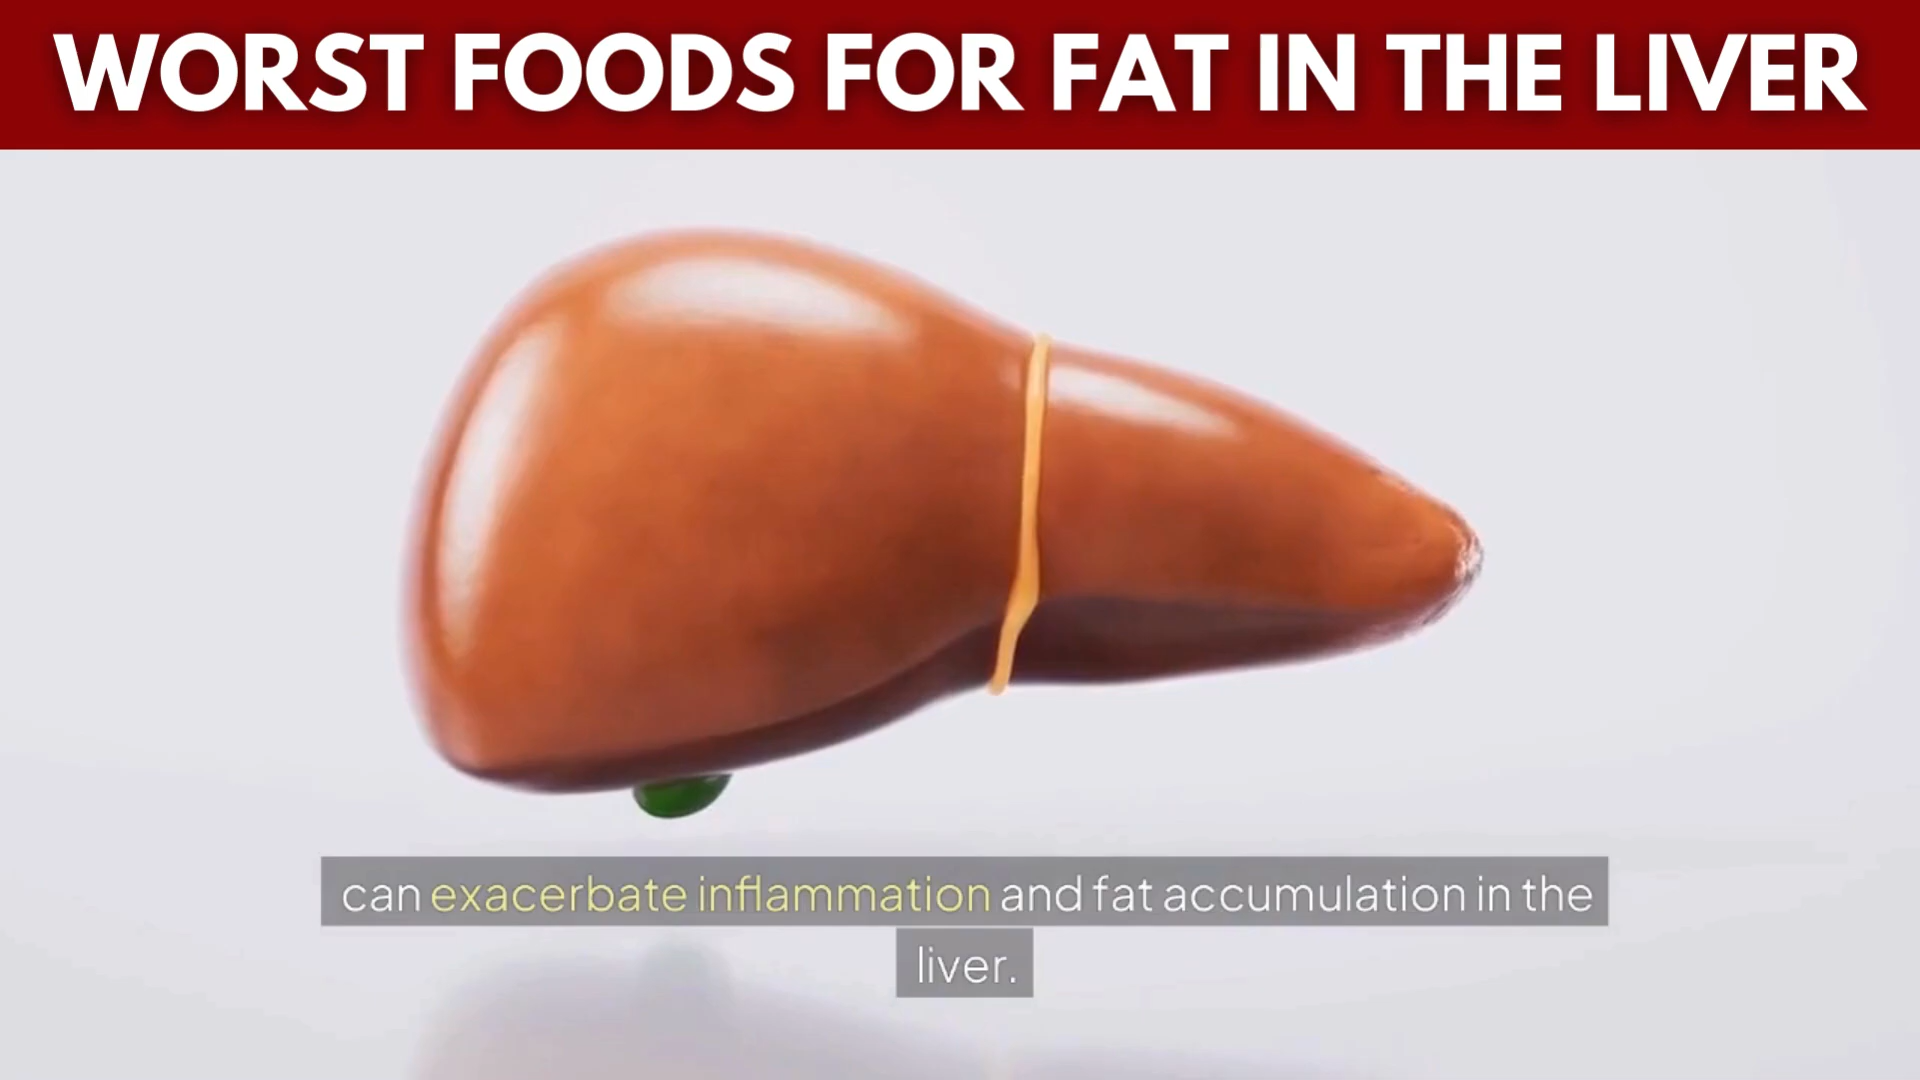 WORST FOODS FOR FAT IN THE LIVER
can exacerbate inflammation and fat accumulation in the
liver.